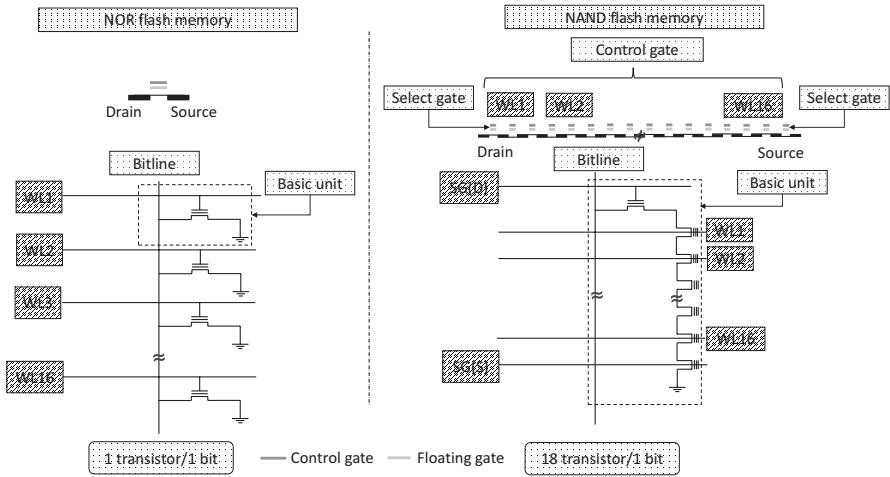 NOR flash memory
Drain Source
Bitline
Basic unit
WL1
WL2
WL3
WL16
1 transistor/1 bit
NAND flash memory
Control gate
Select gate
WL1 WL2 WL16
Select gate
Drain
Source
Bitline
Basic unit
SG(D)
WL1
WL2
WL16
SG(S)
18 transistor/1 bit
Control gate Floating gate